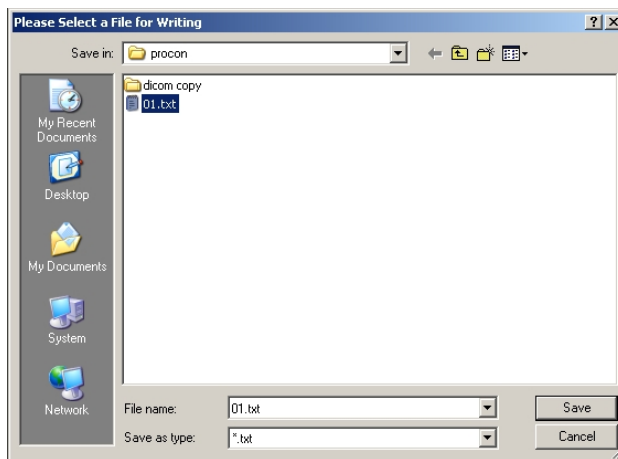 Please Select a File for Writing
Save in: procon
dicom copy
01.txt
My Recent
Documents
Desktop
My Documents
System
Network
File name: 01.txt Save
Save as type: *.txt Cancel